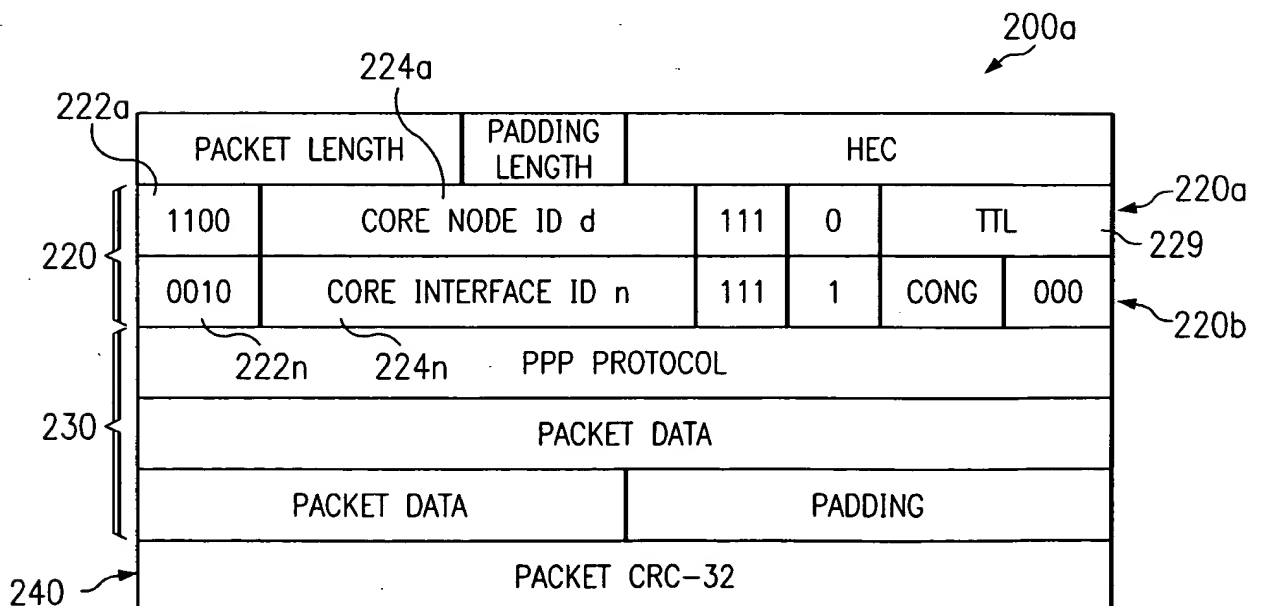 200a
224a
222a
PACKET LENGTH PADDING LENGTH HEC
220a
220
1100 CORE NODE ID d 111 0 TTL
229
0010 CORE INTERFACE ID n 111 1 CONG 000
220b
222n 224n PPP PROTOCOL
230
PACKET DATA
PACKET DATA PADDING
240
PACKET CRC-32